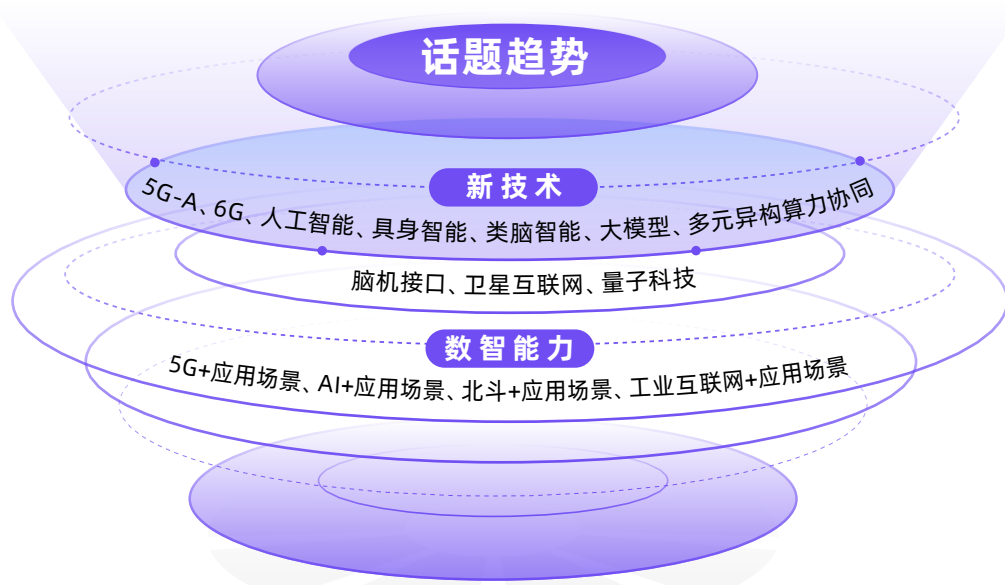 话题趋势
新技术
5G-A、6G、人工智能、具身智能、类脑智能、大模型、多元异构算力协同
脑机接口、卫星互联网、量子科技
数智能力
5G+应用场景、AI+应用场景、北斗+应用场景、工业互联网+应用场景